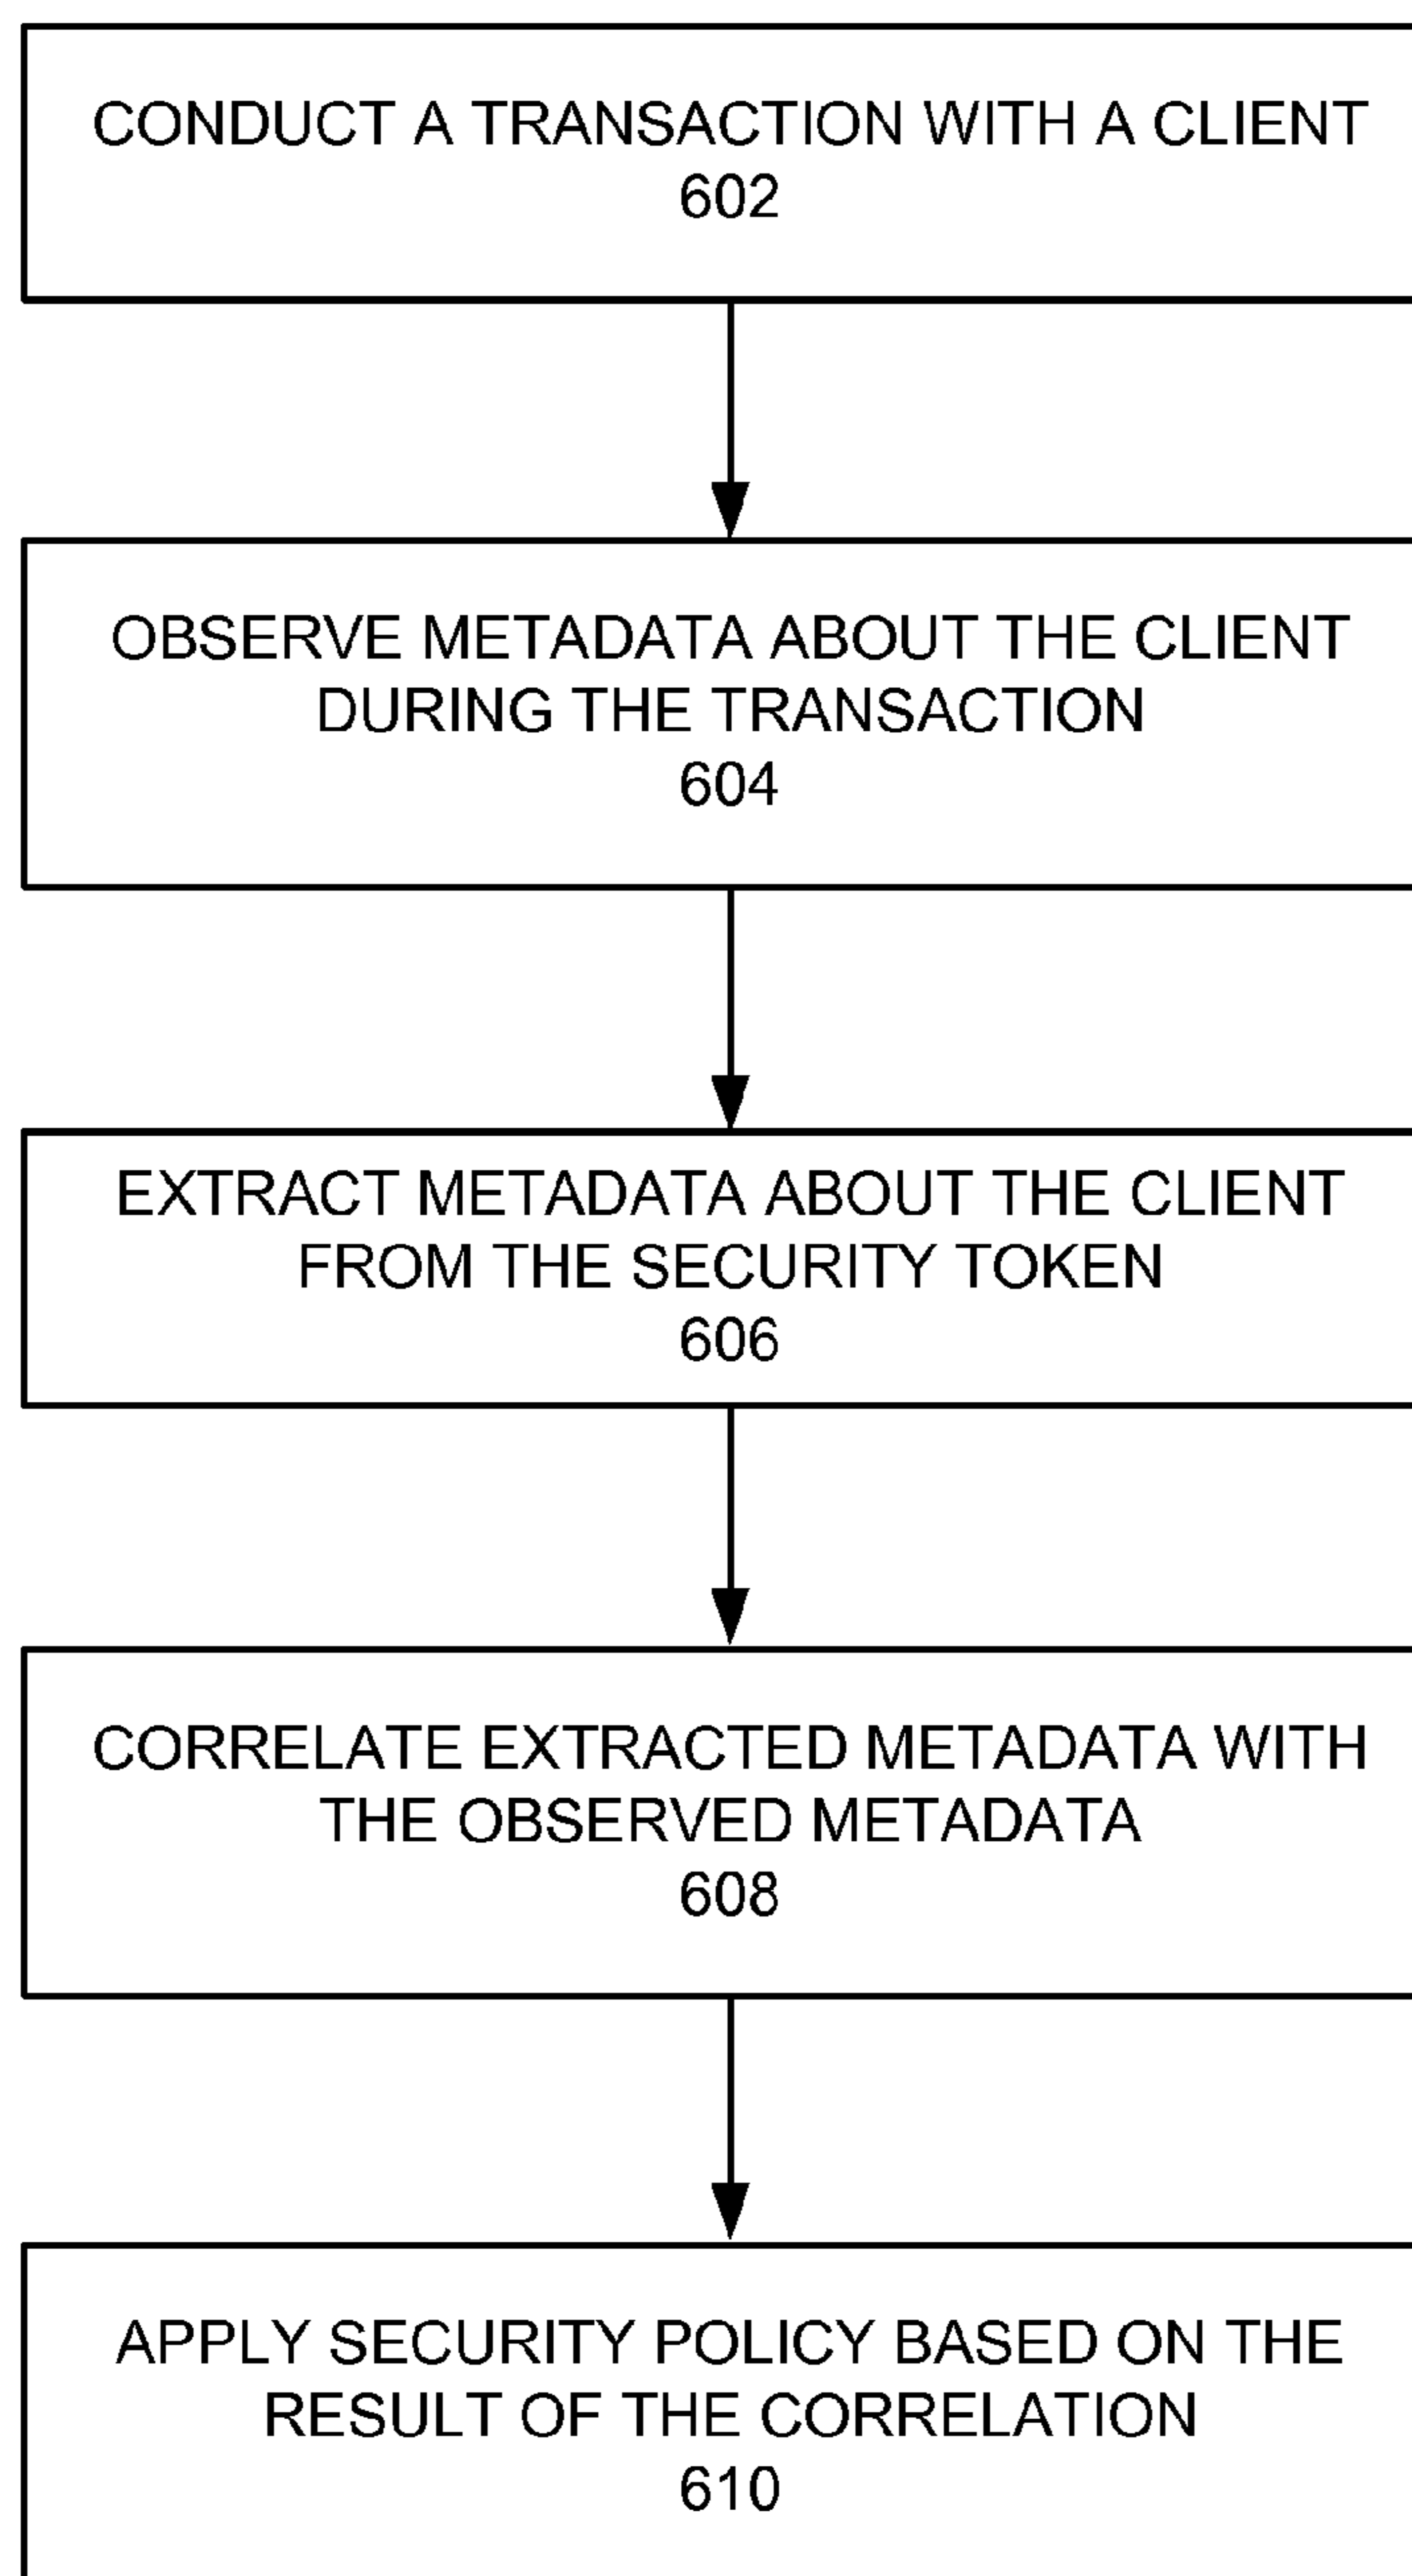 CONDUCT A TRANSACTION WITH A CLIENT
602
OBSERVE METADATA ABOUT THE CLIENT
DURING THE TRANSACTION
604
EXTRACT METADATA ABOUT THE CLIENT
FROM THE SECURITY TOKEN
606
CORRELATE EXTRACTED METADATA WITH
THE OBSERVED METADATA
608
APPLY SECURITY POLICY BASED ON THE
RESULT OF THE CORRELATION
610